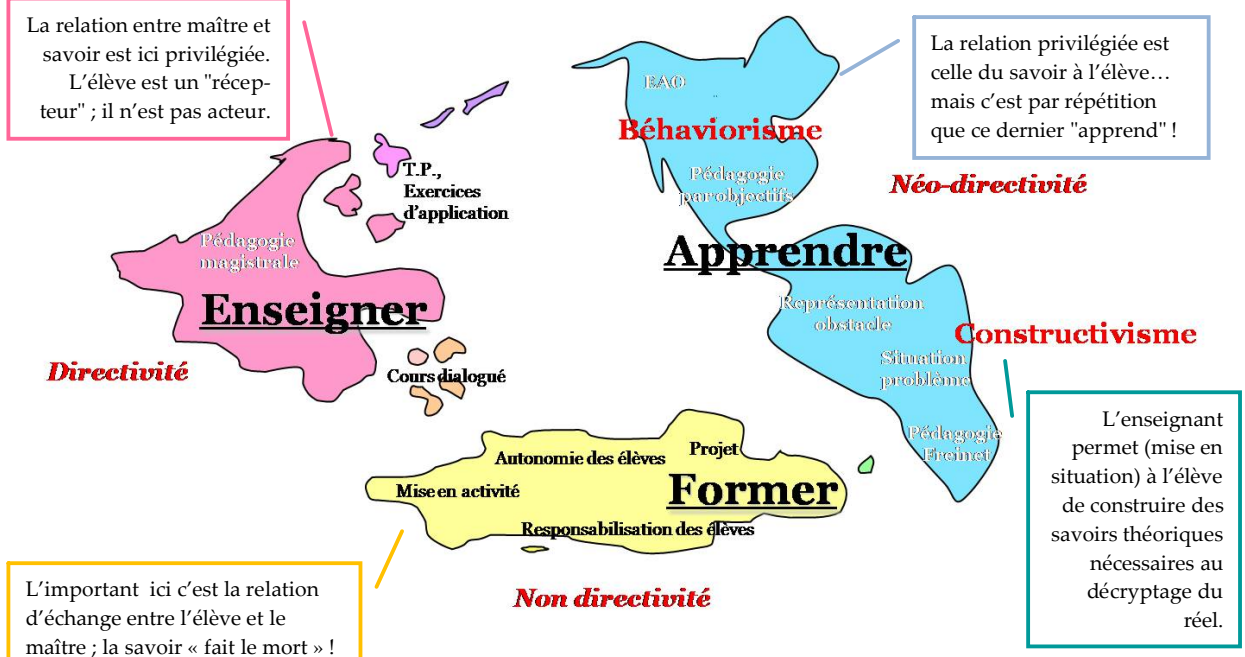 La relation entre maître et
savoir est ici privilégiée.
L’élève est un "récep-
teur" ; il n’est pas acteur.
La relation privilégiée est
celle du savoir à l’élève…
mais c’est par répétition
que ce dernier "apprend" !
EAO
Béhaviorisme
Pédagogie
par objectifs
Néo-directivité
T.P.,
Exercices
d’application
Pédagogie
magistrale
Enseigner
Directivité
Cours dialogué
Apprendre
Représentation
obstacle
Constructivisme
Situation
problème
Pédagogie
Freinet
L’enseignant
permet (mise en
situation) à l’élève
de construire des
savoirs théoriques
nécessaires au
décryptage du
réel.
Autonomie des élèves
Projet
Mise en activité
Former
Responsabilisation des élèves
Non directivité
L’important ici c’est la relation
d’échange entre l’élève et le
maître ; la savoir « fait le mort » !